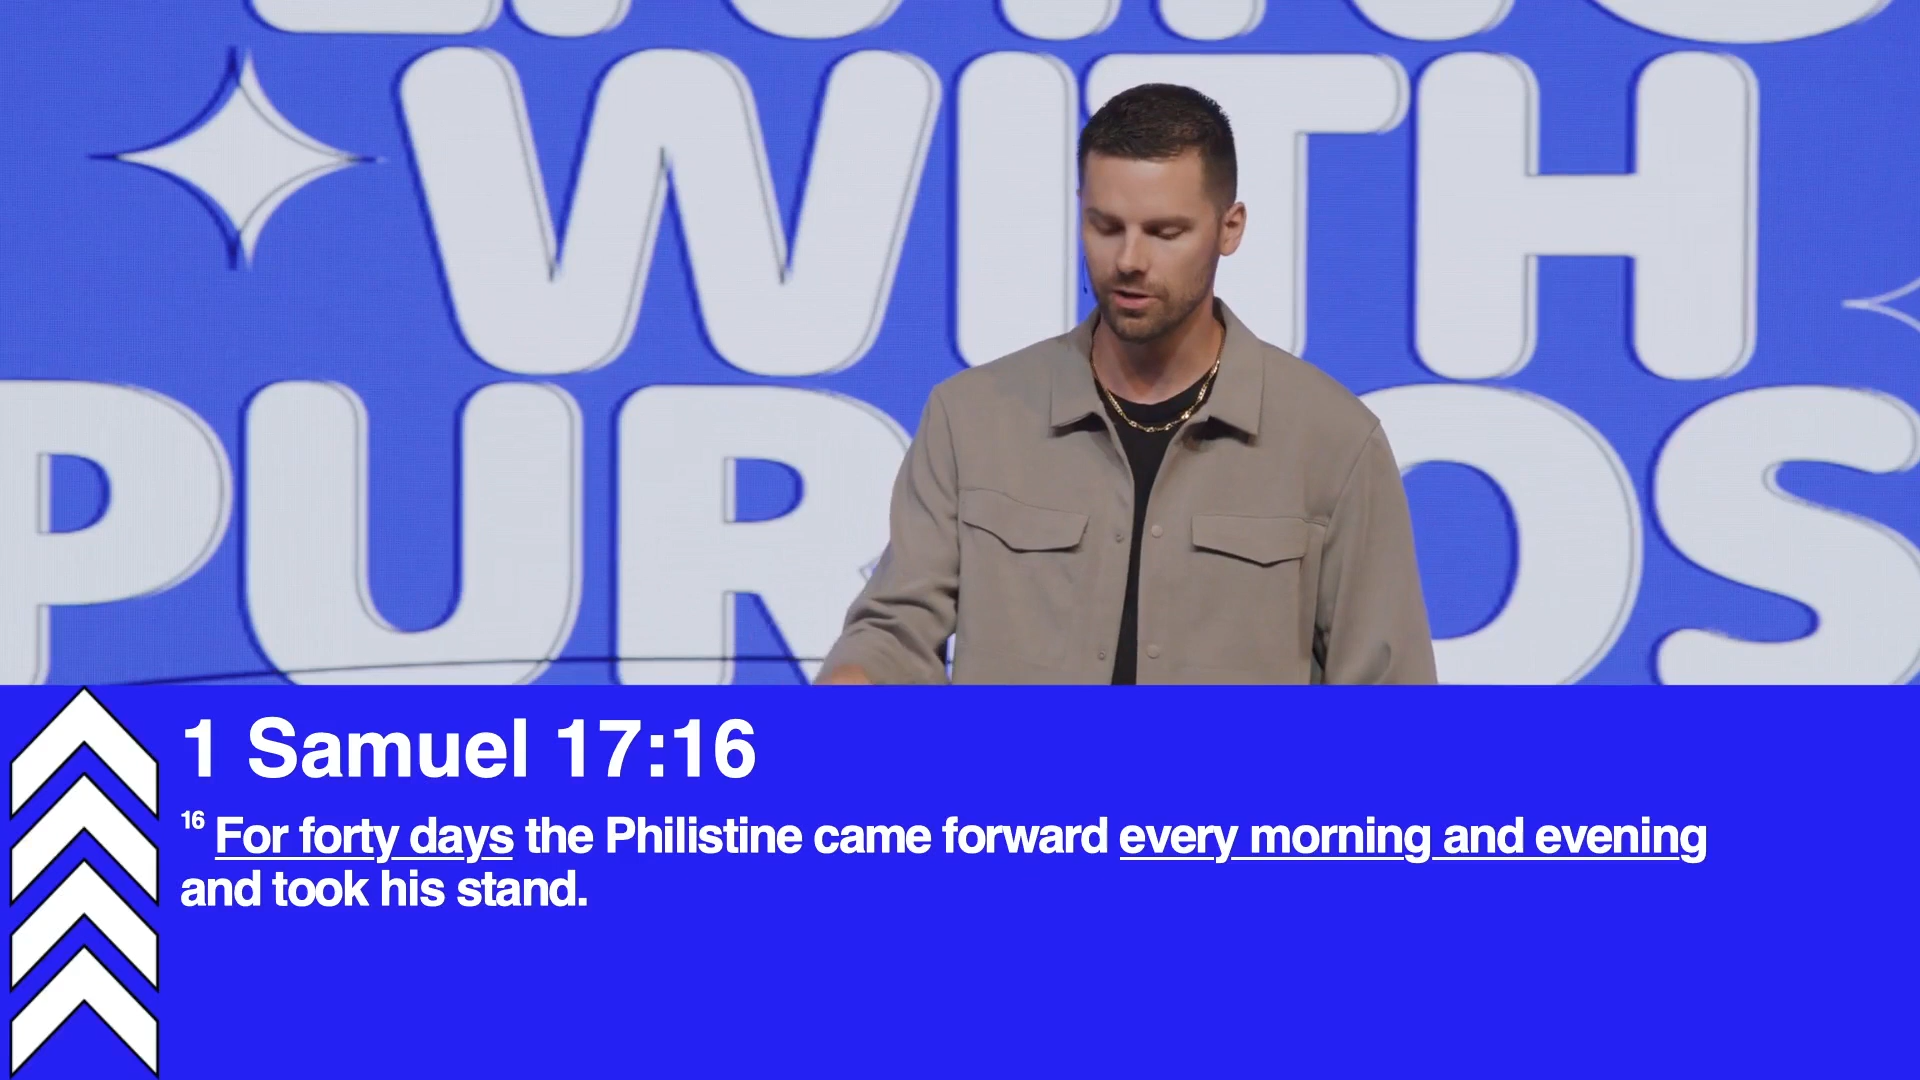 WITH
PURPOS
1 Samuel 17:16
16 For forty days the Philistine came forward every morning and evening
and took his stand.